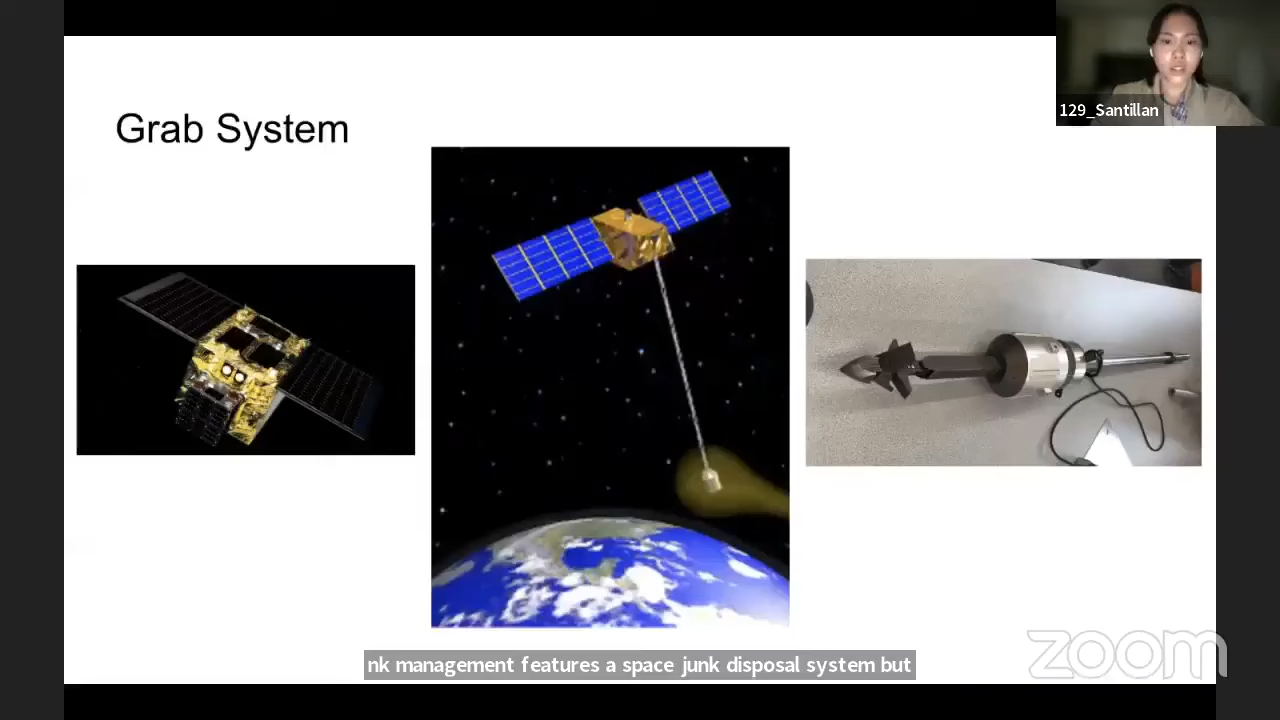 129_Santillan
Grab System
nk management features a space junk disposal system but
zoom